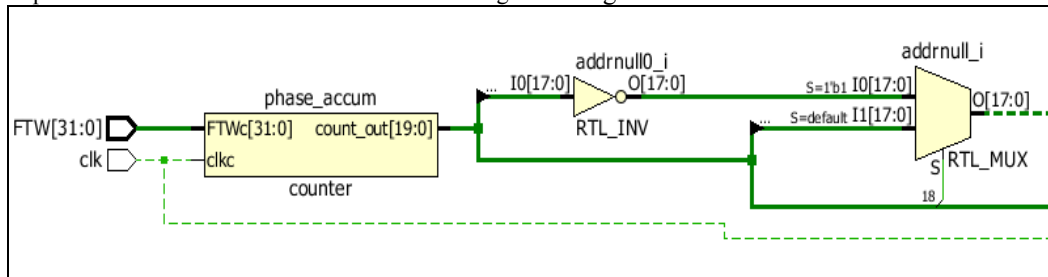 addrnull_i
addrnull0_i
I0[17:0]
O[17:0]
S=1'b1 I0[17:0]
O[17:0]
phase_accum
...
FTW[31:0]
FTWc[31:0]
count_out[19:0]
RTL_INV
...
S=default I1[17:0]
clk
clkc
S
RTL_MUX
counter
18